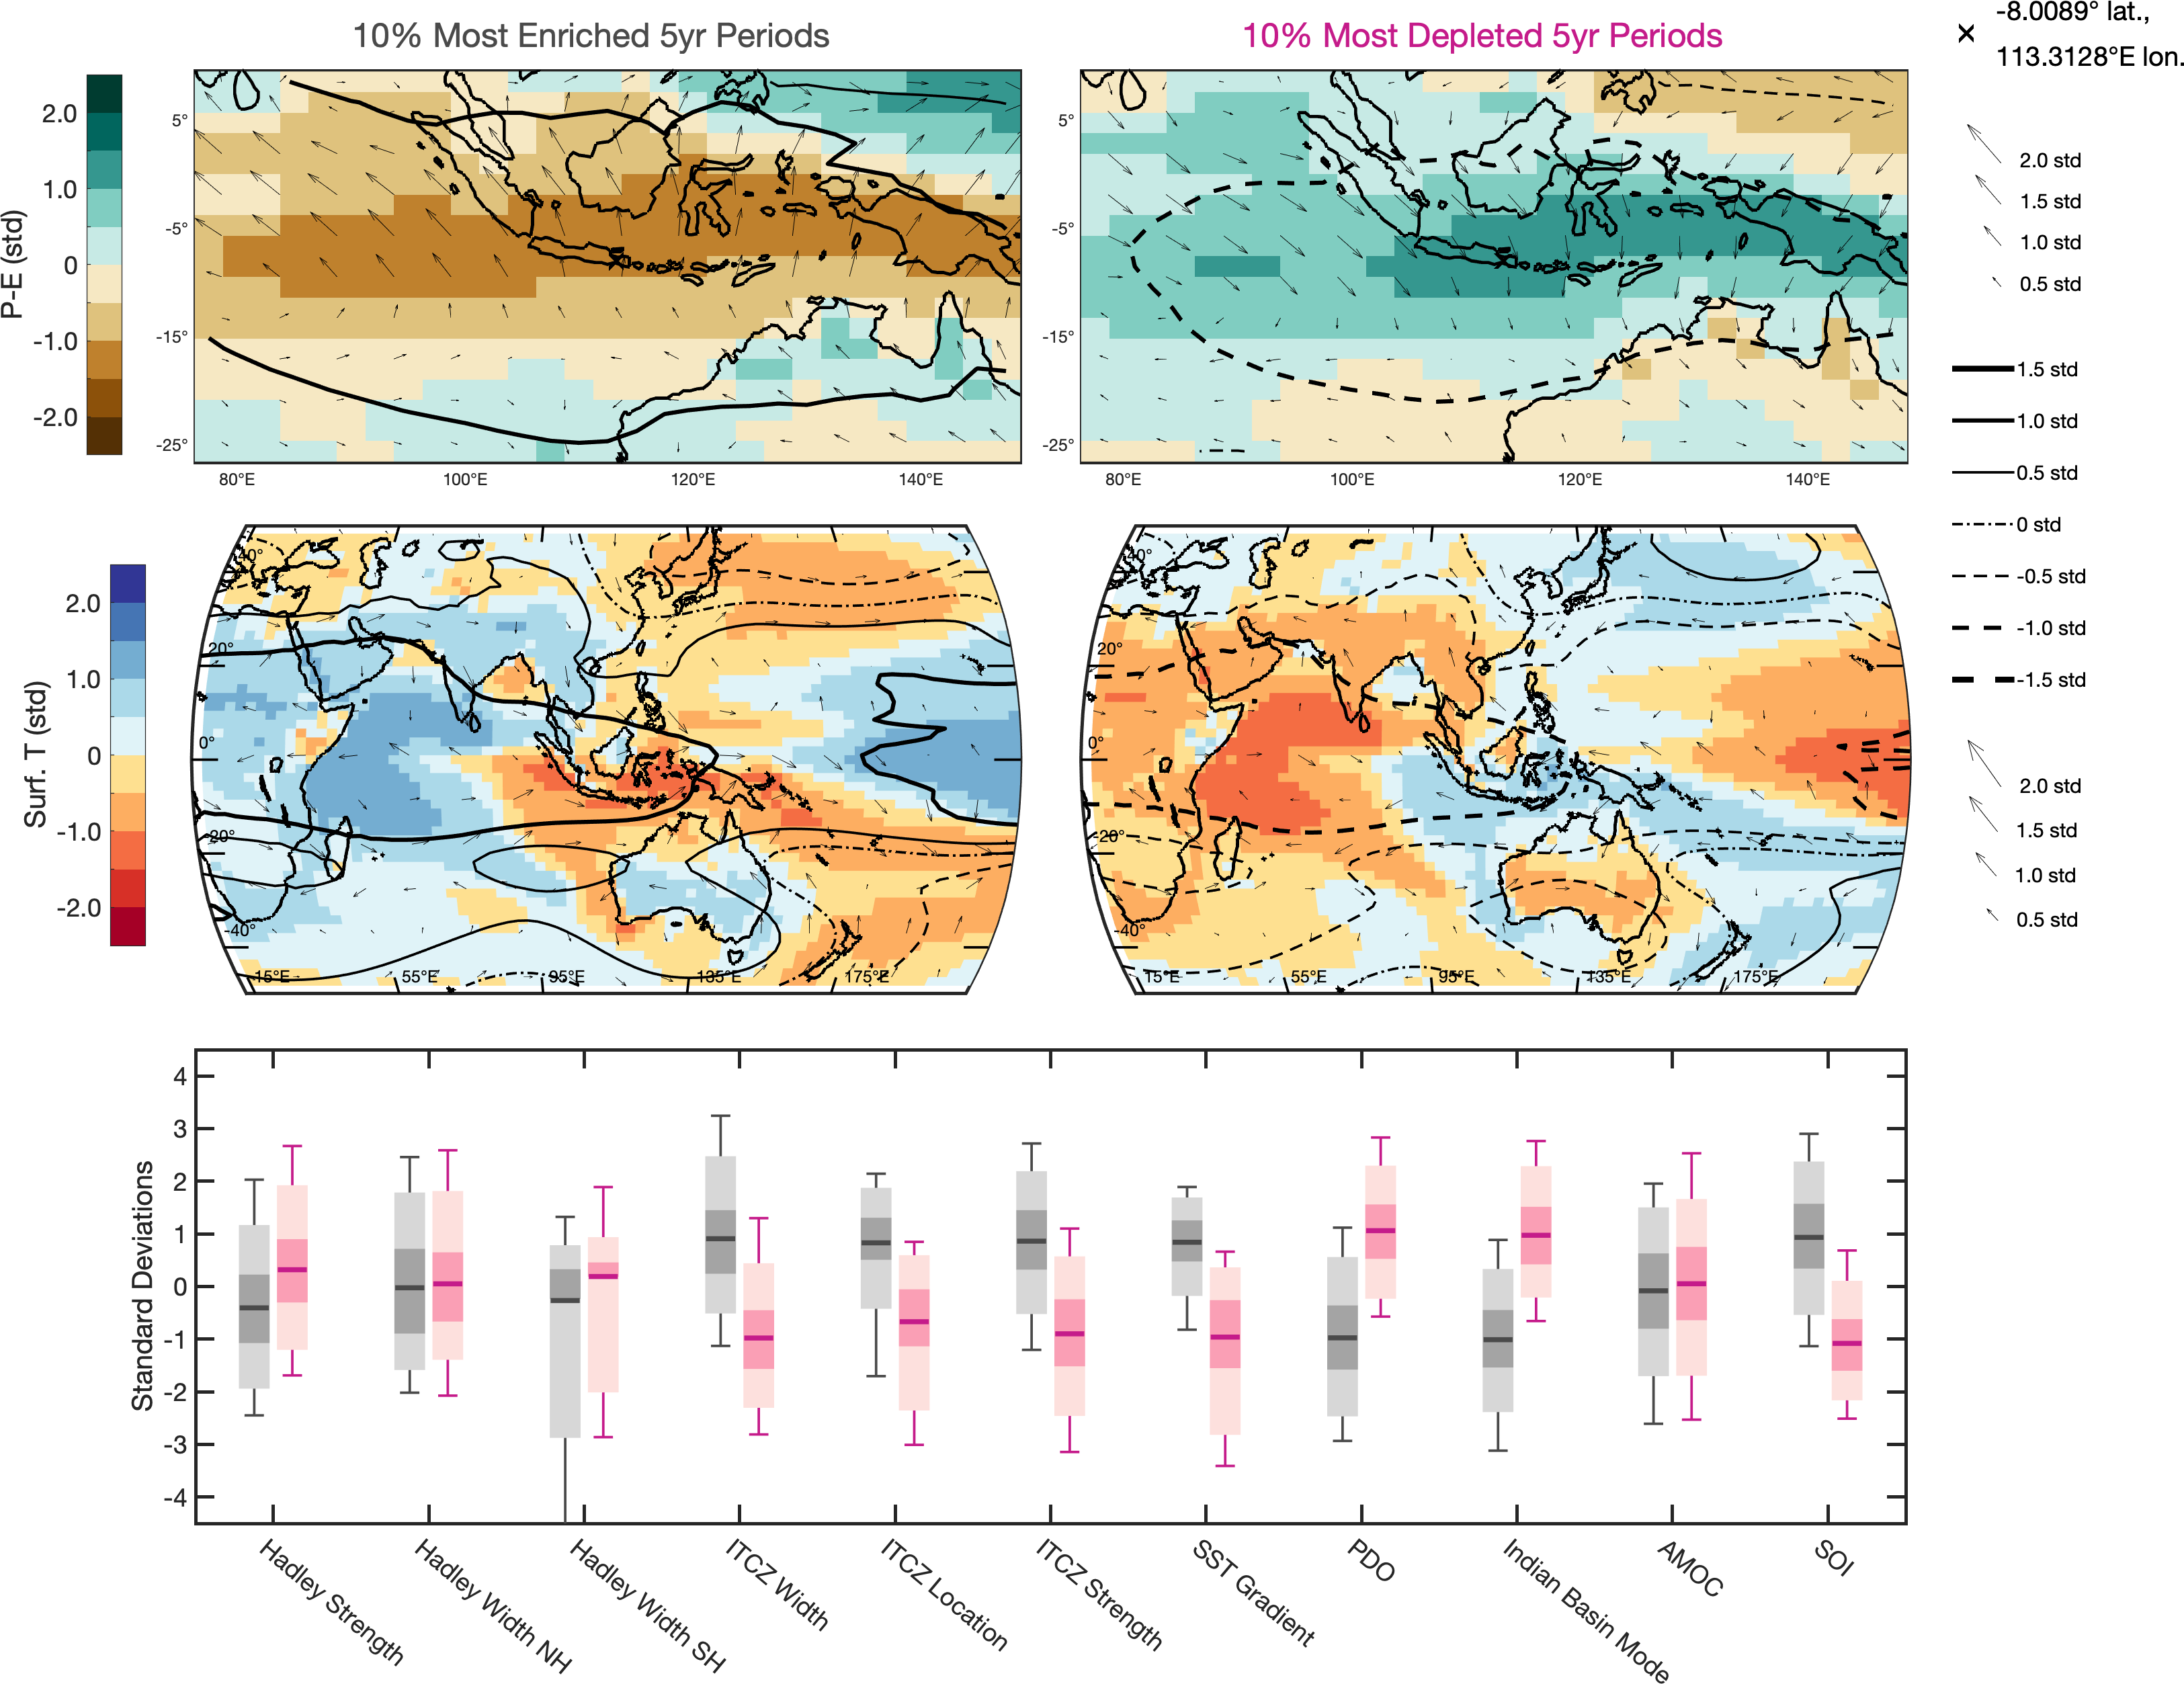 10% Most Enriched 5yr Periods
10% Most Depleted 5yr Periods
-8.0089° lat.,
113.3128°E lon.
P-E (std)
2.0
1.0
0
-1.0
-2.0
5°
-5°
-15°
-25°
80°E
100°E
120°E
140°E
5°
-5°
-15°
-25°
80°E
100°E
120°E
140°E
2.0 std
1.5 std
1.0 std
0.5 std
1.5 std
1.0 std
0.5 std
0 std
-0.5 std
-1.0 std
-1.5 std
Surf. T (std)
2.0
1.0
0
-1.0
-2.0
40°
20°
0°
-20°
-40°
15°E
55°E
95°E
135°E
175°E
40°
20°
0°
-20°
-40°
15°E
55°E
95°E
135°E
175°E
2.0 std
1.5 std
1.0 std
0.5 std
Standard Deviations
4
3
2
1
0
-1
-2
-3
-4
Hadley Strength
Hadley Width NH
Hadley Width SH
ITCZ Width
ITCZ Location
ITCZ Strength
SST Gradient
PDO
Indian Basin Mode
AMOC
SOI